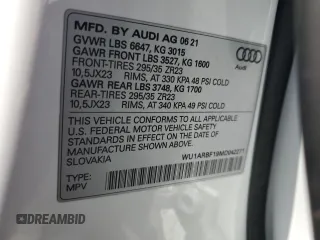 MFD. BY AUDI AG 06 21
GVWR LBS 6647, KG 3015
GAWR FRONT LBS 3527, KG 1600
FRONT-TIRES 295/35 ZR23
10,5JX23 RIMS, AT 330 KPA 48 PSI COLD
GAWR REAR LBS 3748, KG 1700
REAR-TIRES 295/35 ZR23
10,5JX23 RIMS, AT 340 KPA 49 PSI COLD
THIS VEHICLE CONFORMS TO ALL APPLICABLE
U.S. FEDERAL MOTOR VEHICLE SAFETY
STANDARDS IN EFFECT ON THE DATE OF
MANUFACTURE SHOWN ABOVE.
SLOVAKIA
TYPE:
MPV
Audi
DREAMBID